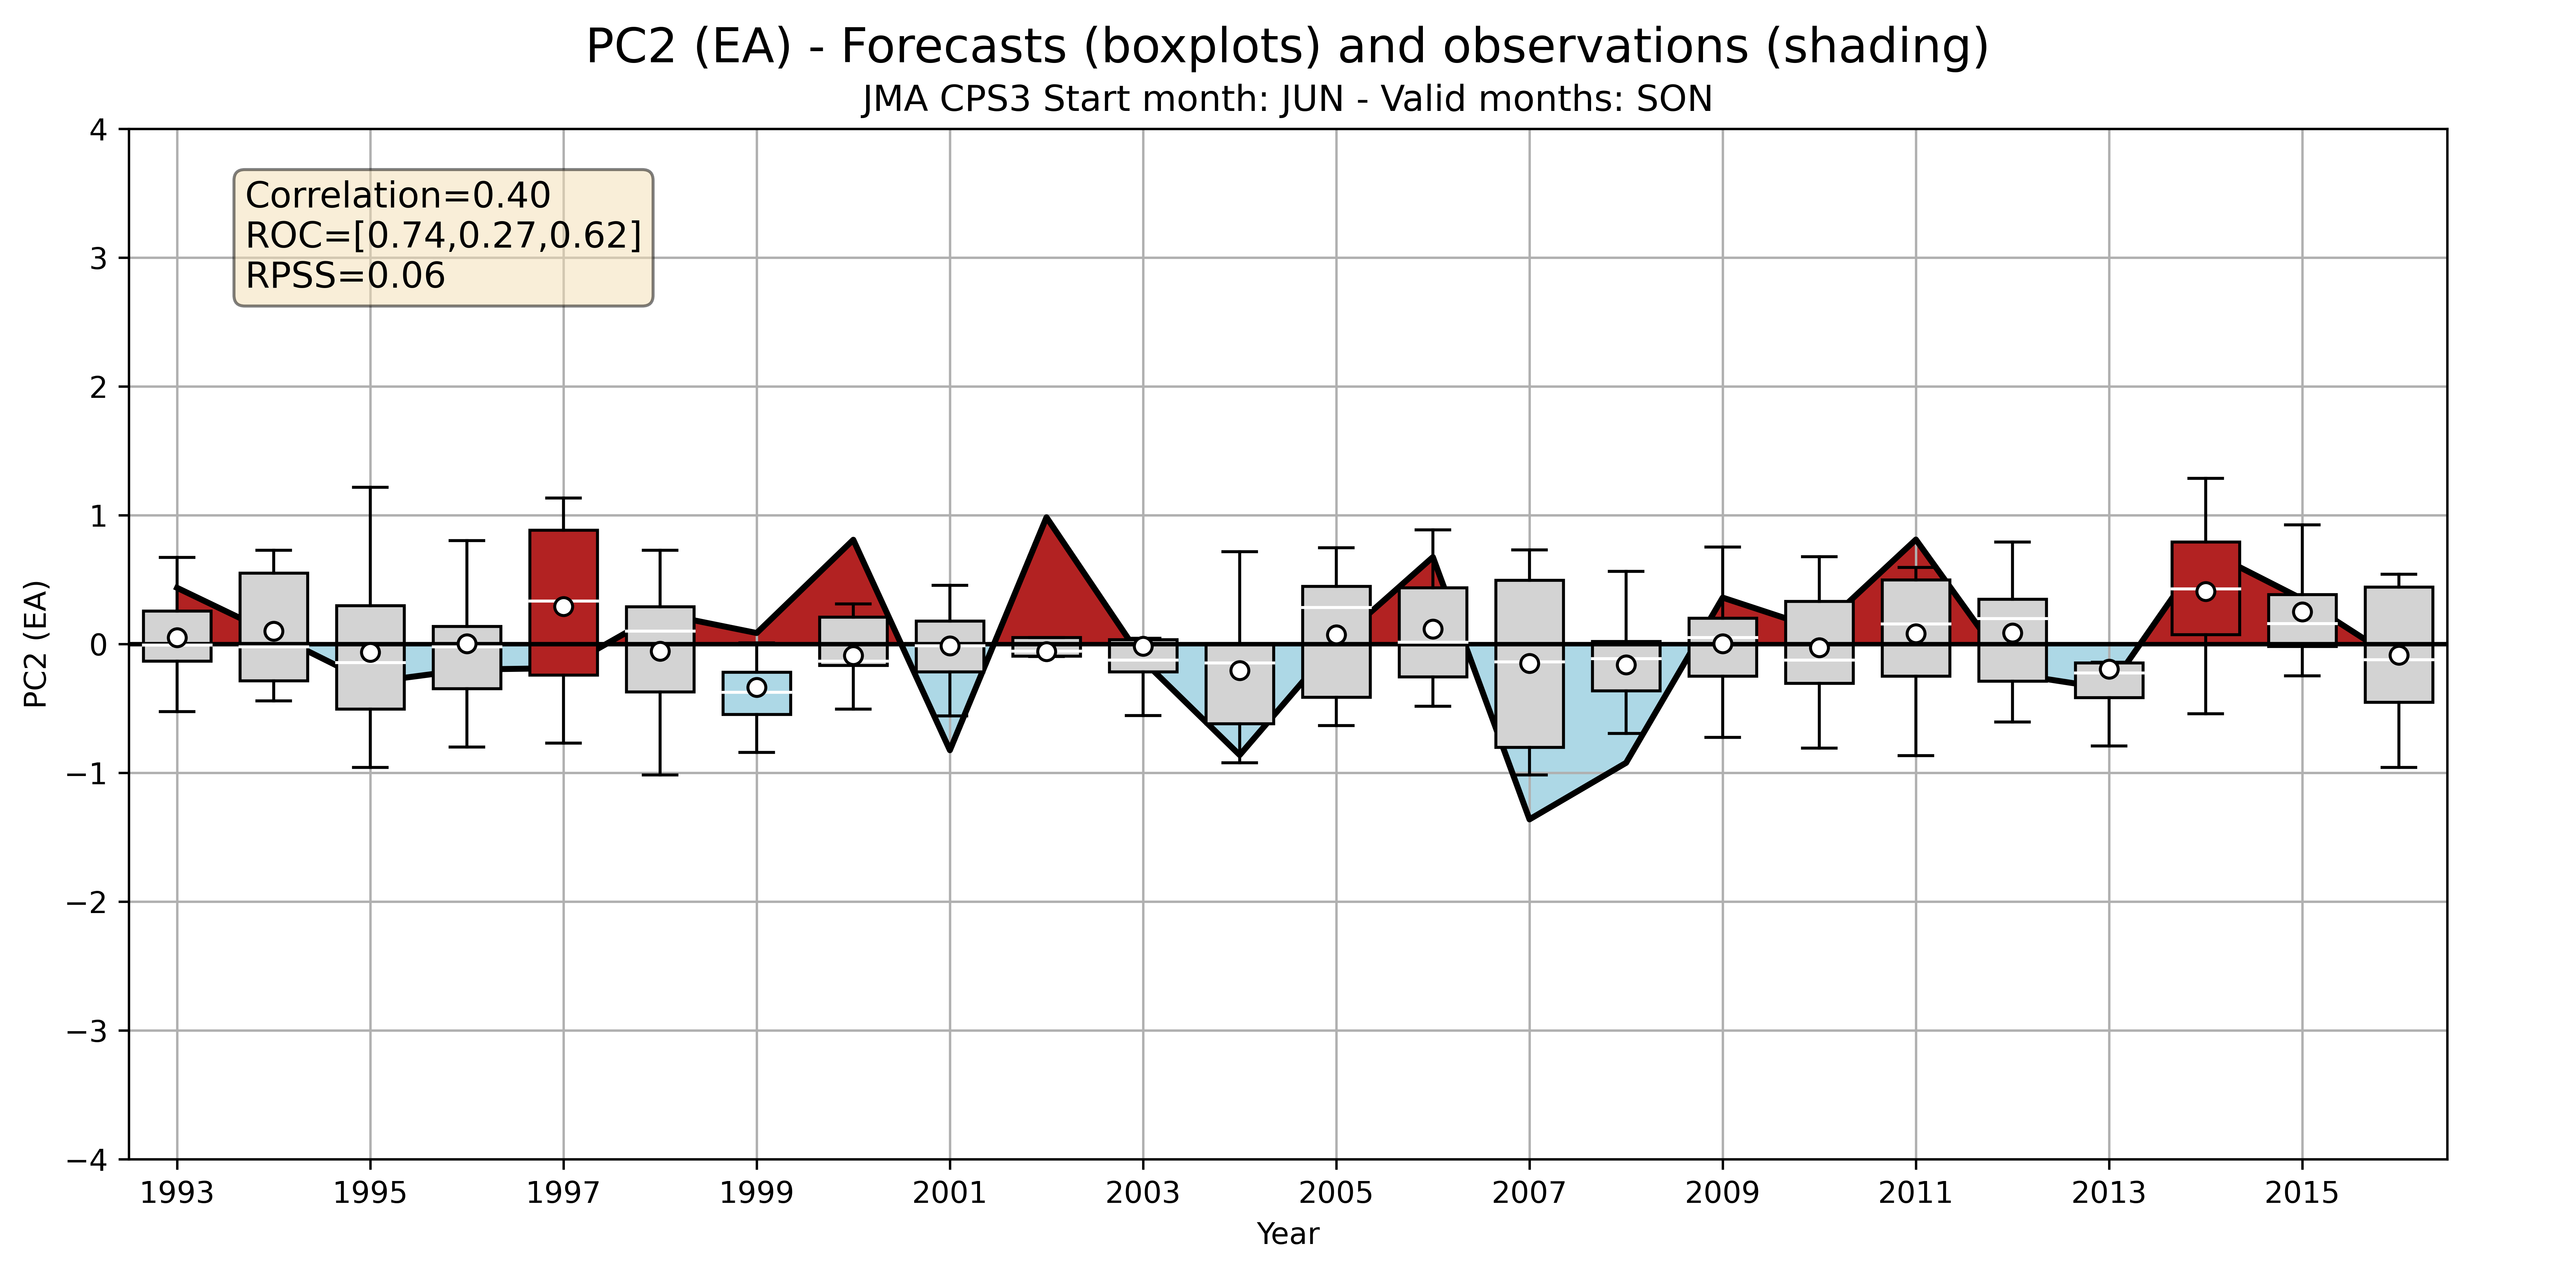 PC2 (EA) - Forecasts (boxplots) and observations (shading)
JMA CPS3 Start month: JUN - Valid months: SON
Correlation=0.40
ROC=[0.74,0.27,0.62]
RPSS=0.06
PC2 (EA)
4
3
2
1
0
−1
−2
−3
−4
1993 1995 1997 1999 2001 2003 2005 2007 2009 2011 2013 2015
Year